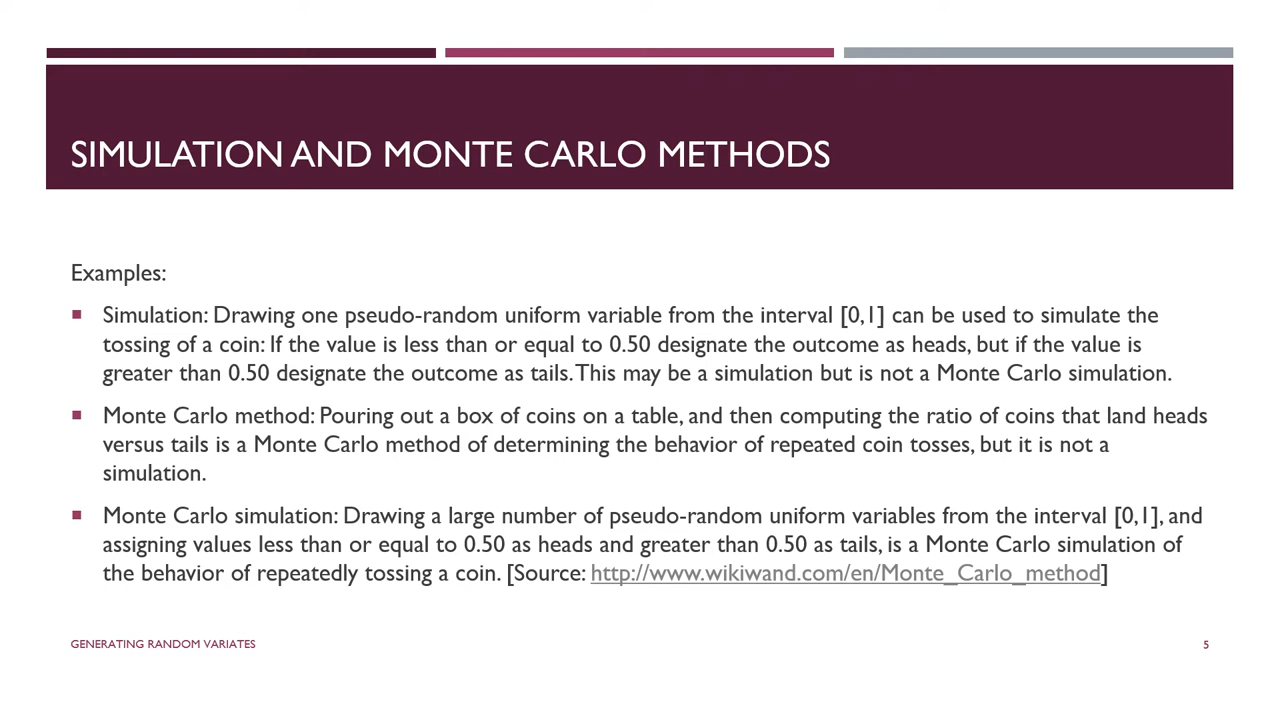 SIMULATION AND MONTE CARLO METHODS
Examples:
▪ Simulation: Drawing one pseudo-random uniform variable from the interval [0,1] can be used to simulate the
tossing of a coin: If the value is less than or equal to 0.50 designate the outcome as heads, but if the value is
greater than 0.50 designate the outcome as tails. This may be a simulation but is not a Monte Carlo simulation.
▪ Monte Carlo method: Pouring out a box of coins on a table, and then computing the ratio of coins that land heads
versus tails is a Monte Carlo method of determining the behavior of repeated coin tosses, but it is not a
simulation.
▪ Monte Carlo simulation: Drawing a large number of pseudo-random uniform variables from the interval [0,1], and
assigning values less than or equal to 0.50 as heads and greater than 0.50 as tails, is a Monte Carlo simulation of
the behavior of repeatedly tossing a coin. [Source: http://www.wikiwand.com/en/Monte_Carlo_method]
GENERATING RANDOM VARIATES
5